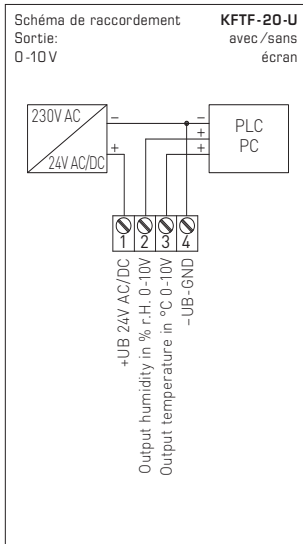 Schéma de raccordement KFTF-20-U
Sortie: avec / sans
0 -10 V écran
230V AC
24V AC/DC
–
+
–
+
+
PLC
PC
1 2 3 4
+UB 24V AC/DC
Output humidity in % r.H. 0-10V
Output temperature in °C 0-10V
–UB-GND